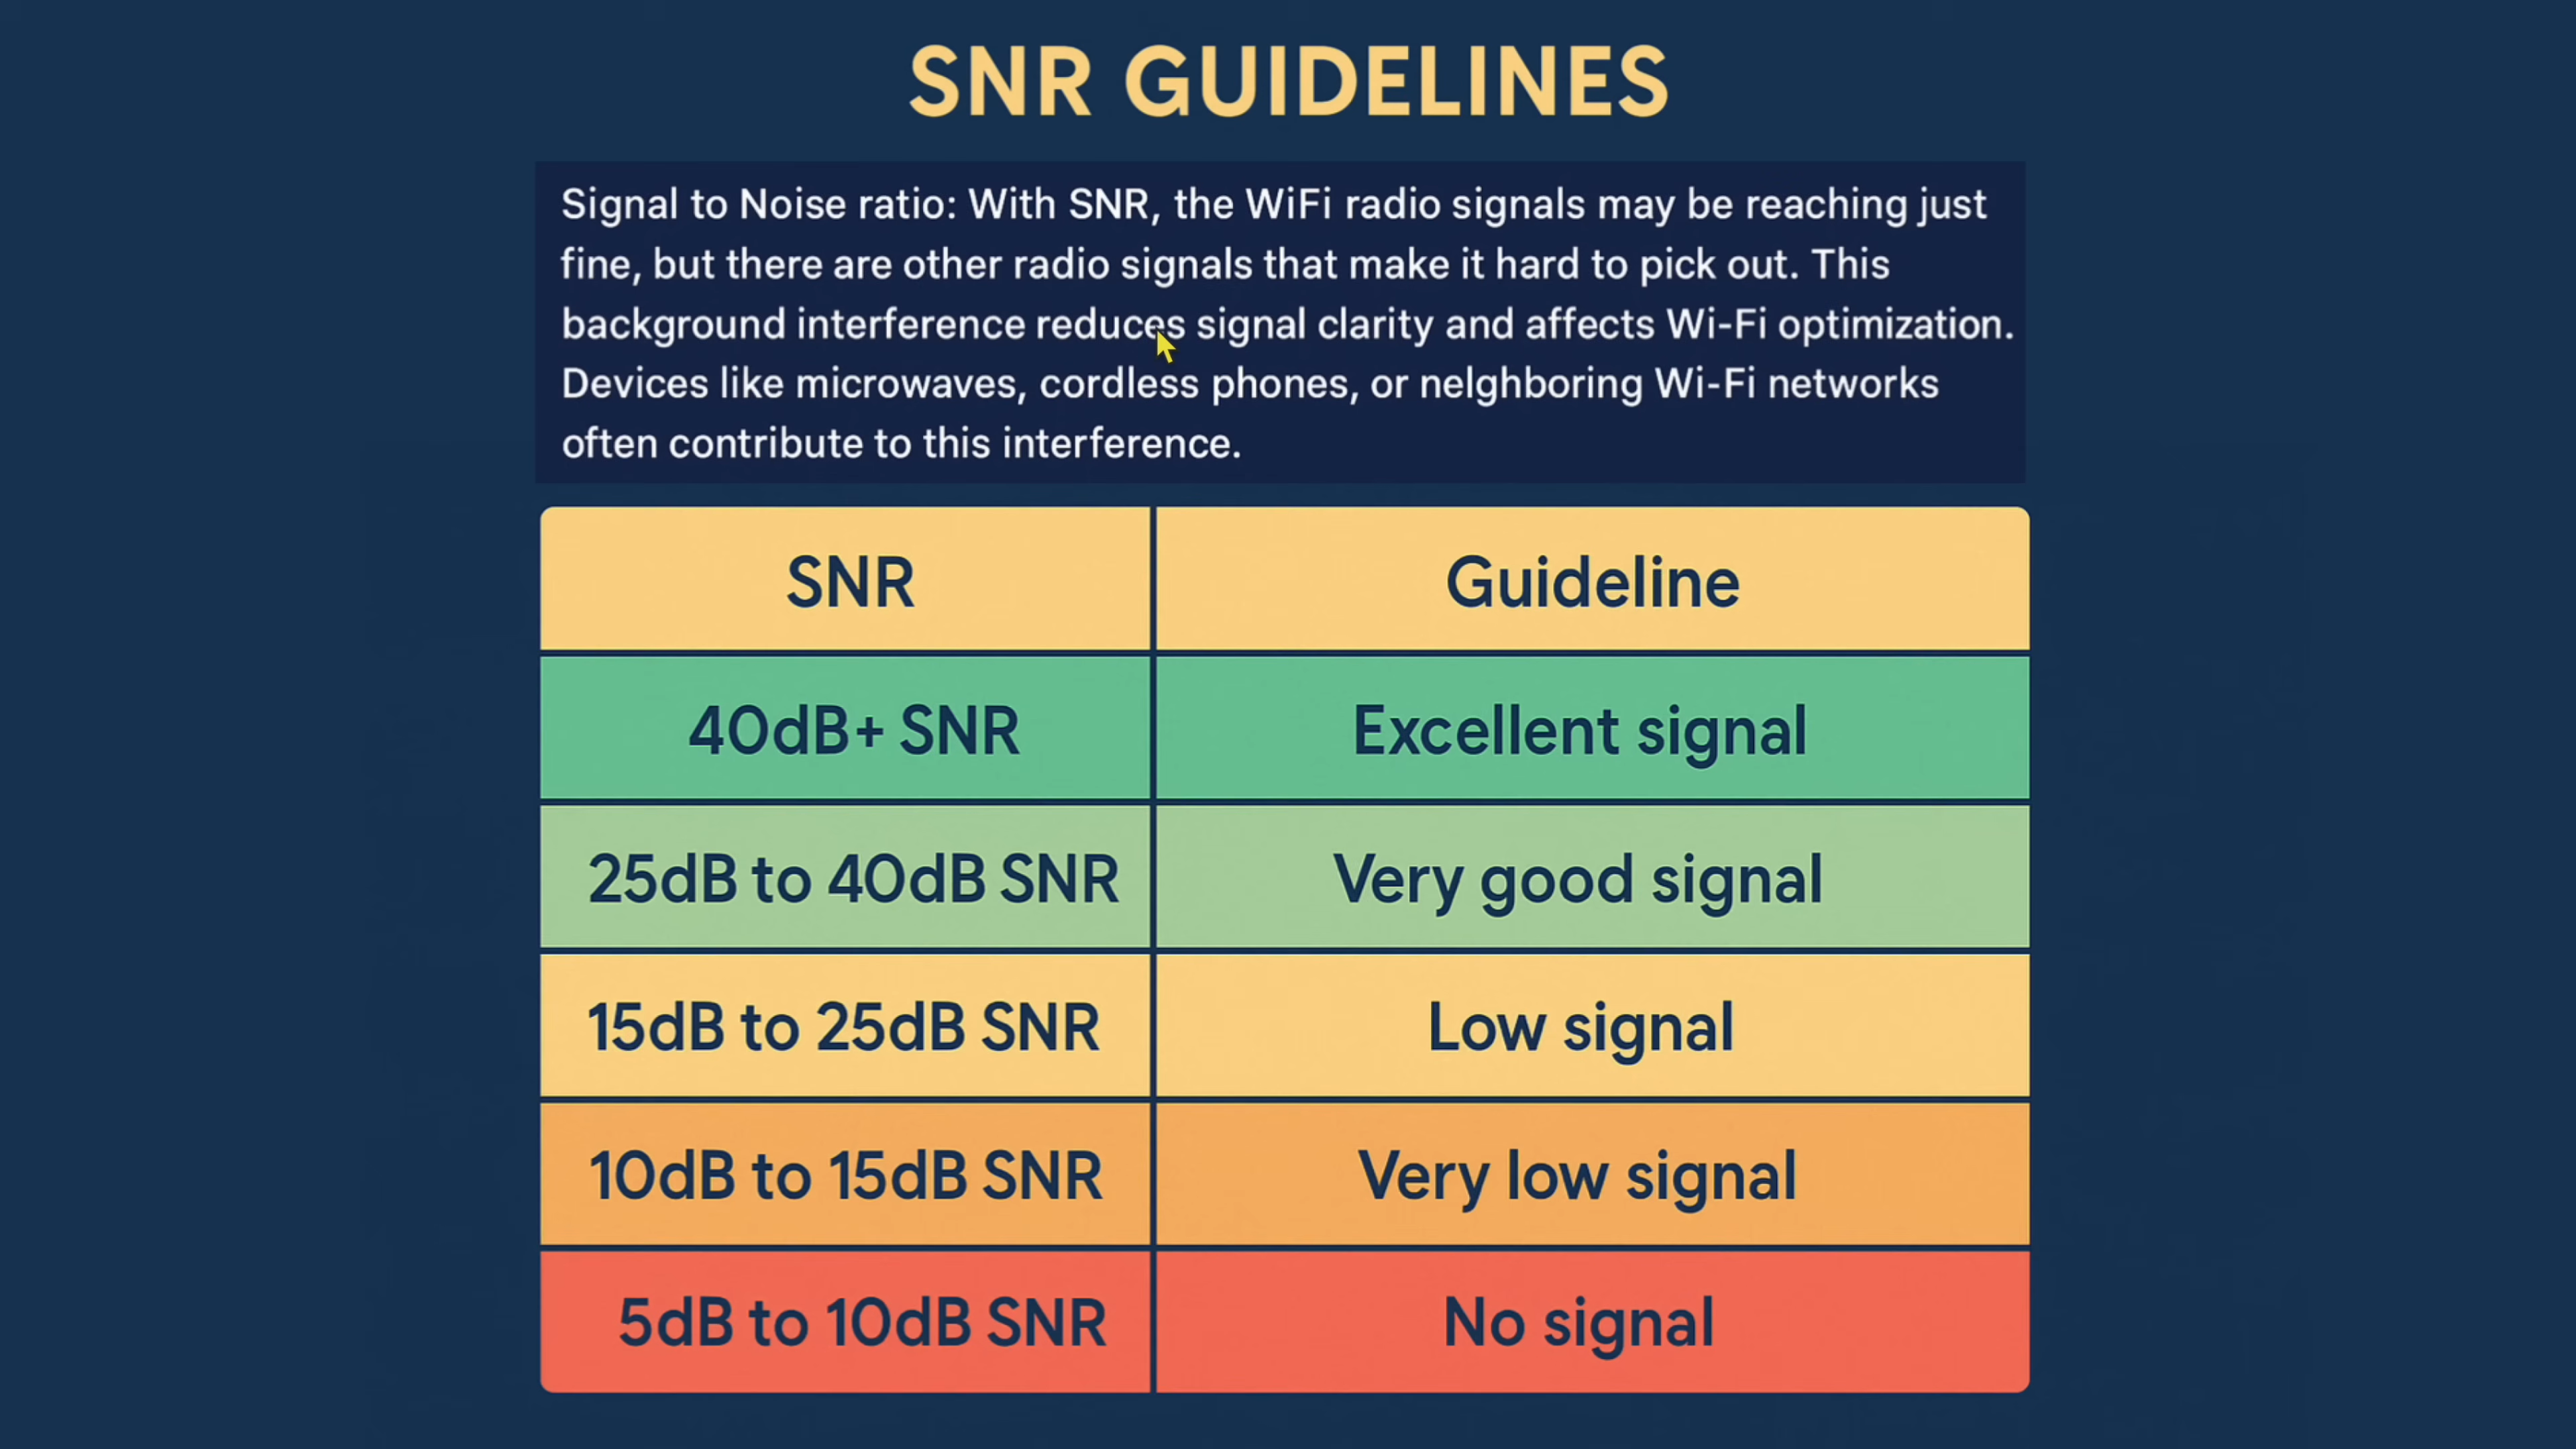 SNR GUIDELINES
Signal to Noise ratio: With SNR, the WiFi radio signals may be reaching just
fine, but there are other radio signals that make it hard to pick out. This
background interference reduces signal clarity and affects Wi-Fi optimization.
Devices like microwaves, cordless phones, or nelghboring Wi-Fi networks
often contribute to this interference.
SNR Guideline
40dB+ SNR Excellent signal
25dB to 40dB SNR Very good signal
15dB to 25dB SNR Low signal
10dB to 15dB SNR Very low signal
5dB to 10dB SNR No signal